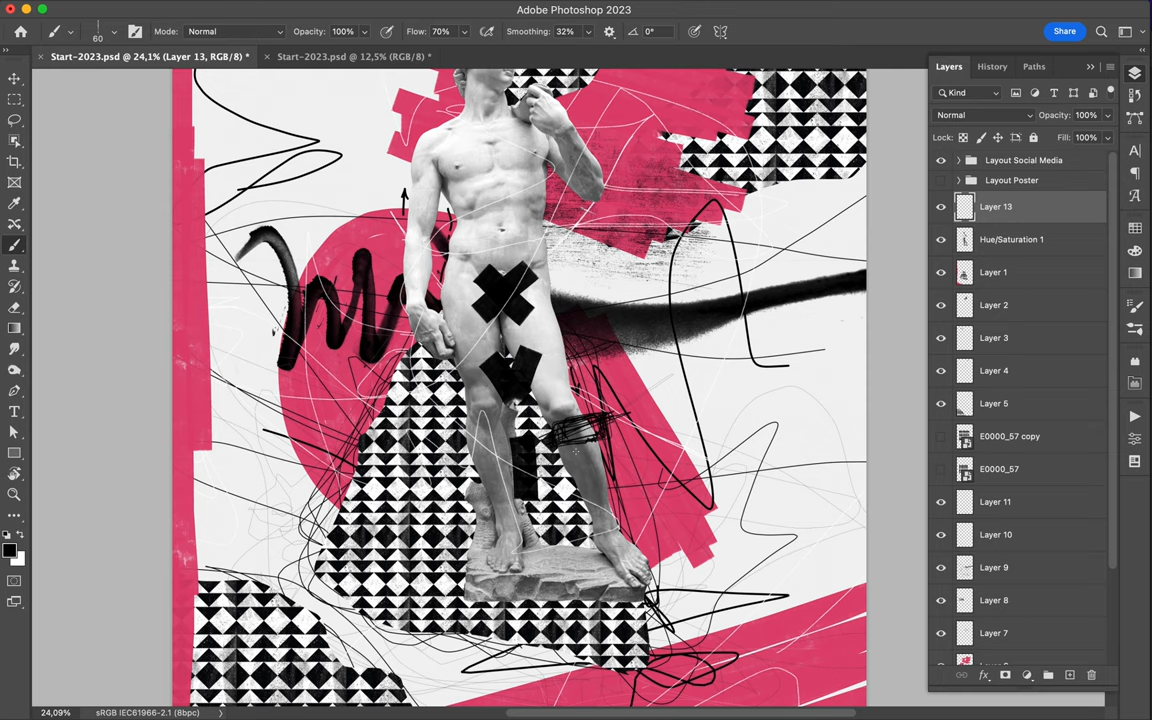 Adobe Photoshop 2023
60
Mode: Normal
Opacity: 100%
Flow: 70%
Smoothing: 32%
0°
Share
Start-2023.psd @ 24,1% (Layer 13, RGB/8) *
Start-2023.psd @ 12,5% (RGB/8) *
Layers
History
Paths
Kind
Normal
Opacity: 100%
Lock:
Fill: 100%
Layout Social Media
Layout Poster
Layer 13
Hue/Saturation 1
Layer 1
Layer 2
Layer 3
Layer 4
Layer 5
E0000_57 copy
E0000_57
Layer 11
Layer 10
Layer 9
Layer 8
Layer 7
24,09%
sRGB IEC61966-2.1 (8bpc)